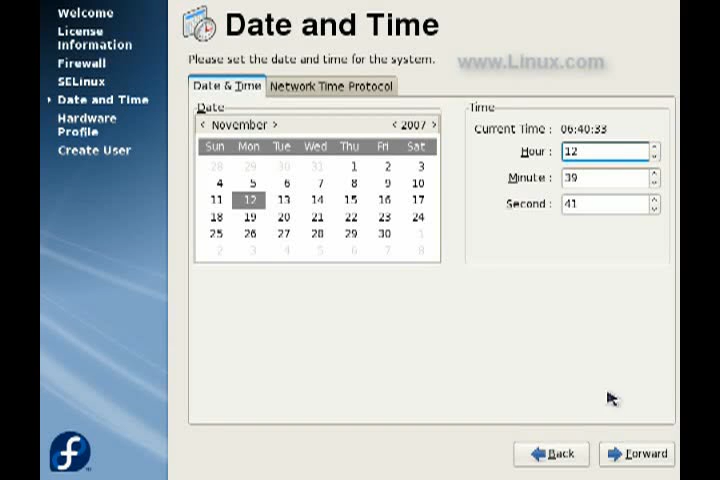 Welcome
License
Information
Firewall
SELinux
Date and Time
Hardware
Profile
Create User
Date and Time
Please set the date and time for the system.
www.Linux.com
Date & Time
Network Time Protocol
Date
< November >
< 2007 >
Sun Mon Tue Wed Thu Fri Sat
28 29 30 31 1 2 3
4 5 6 7 8 9 10
11 12 13 14 15 16 17
18 19 20 21 22 23 24
25 26 27 28 29 30 1
2 3 4 5 6 7 8
Time
Current Time : 06:40:33
Hour : 12
Minute : 39
Second : 41
Back
Forward